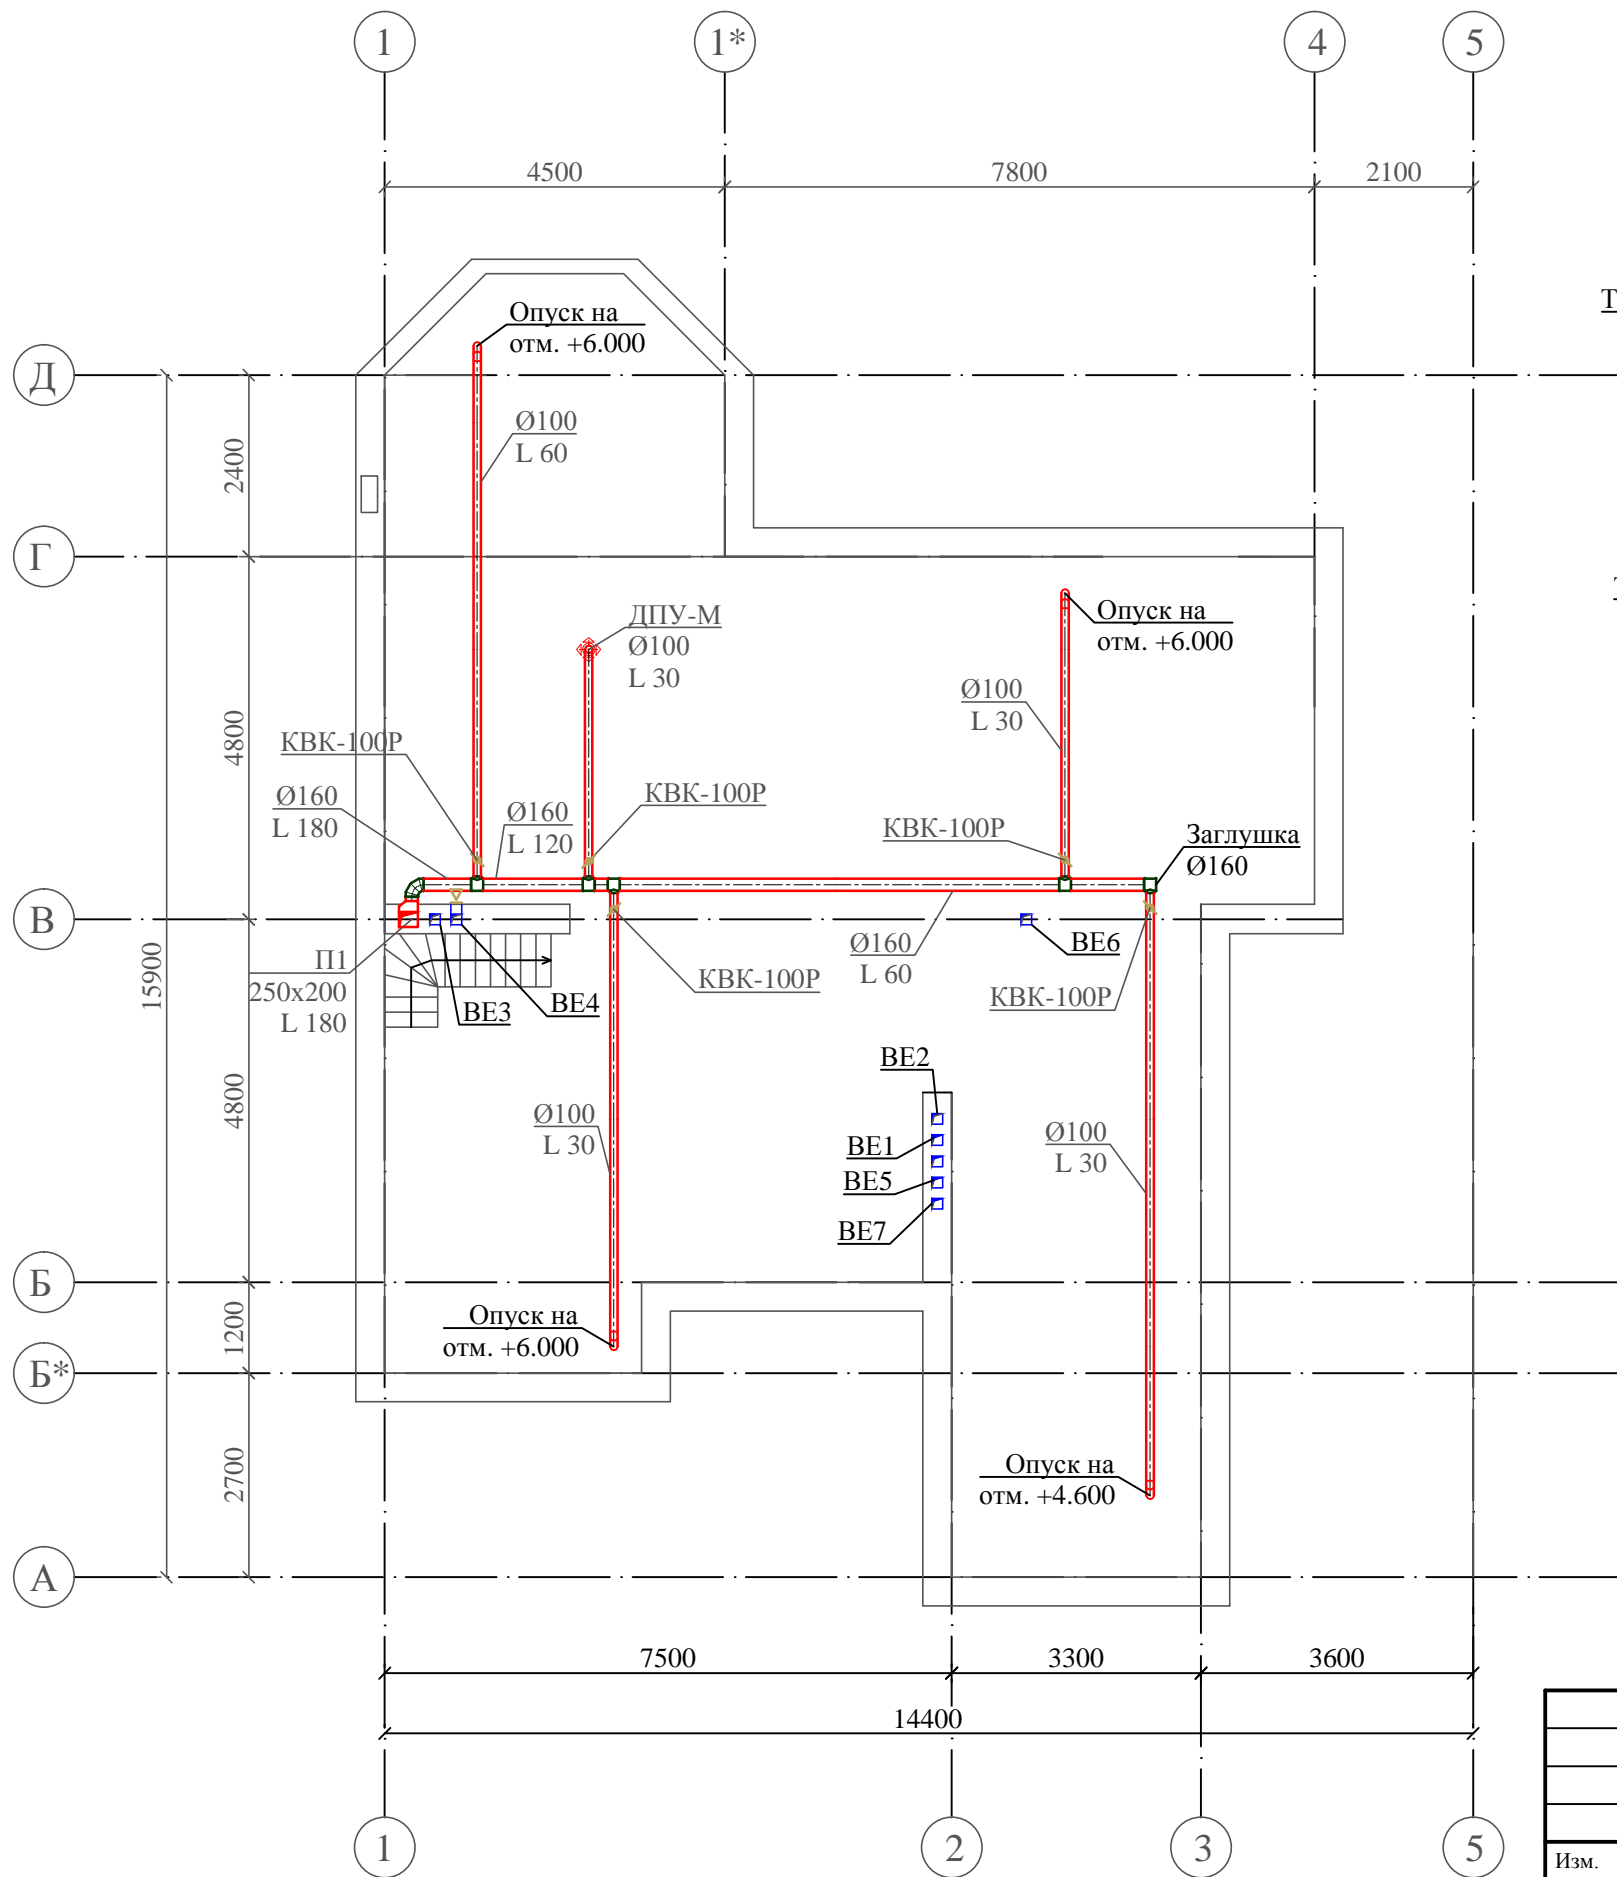 1
1*
4
5
4500
7800
2100
Т
Опуск на
отм. +6.000
Д
Ø100
L 60
2400
Г
Т
ДПУ-М
Ø100
L 30
Опуск на
отм. +6.000
Ø100
L 30
4800
КВК-100Р
Ø160
L 180
Ø160
L 120
КВК-100Р
КВК-100Р
Заглушка
Ø160
В
15900
П1
250х200
L 180
ВЕ3
ВЕ4
КВК-100Р
Ø160
L 60
ВЕ6
КВК-100Р
ВЕ2
4800
Ø100
L 30
ВЕ1
ВЕ5
ВЕ7
Ø100
L 30
Б
1200
Опуск на
отм. +6.000
Б*
2700
Опуск на
отм. +4.600
А
7500
3300
3600
14400
1
2
3
5
Изм.